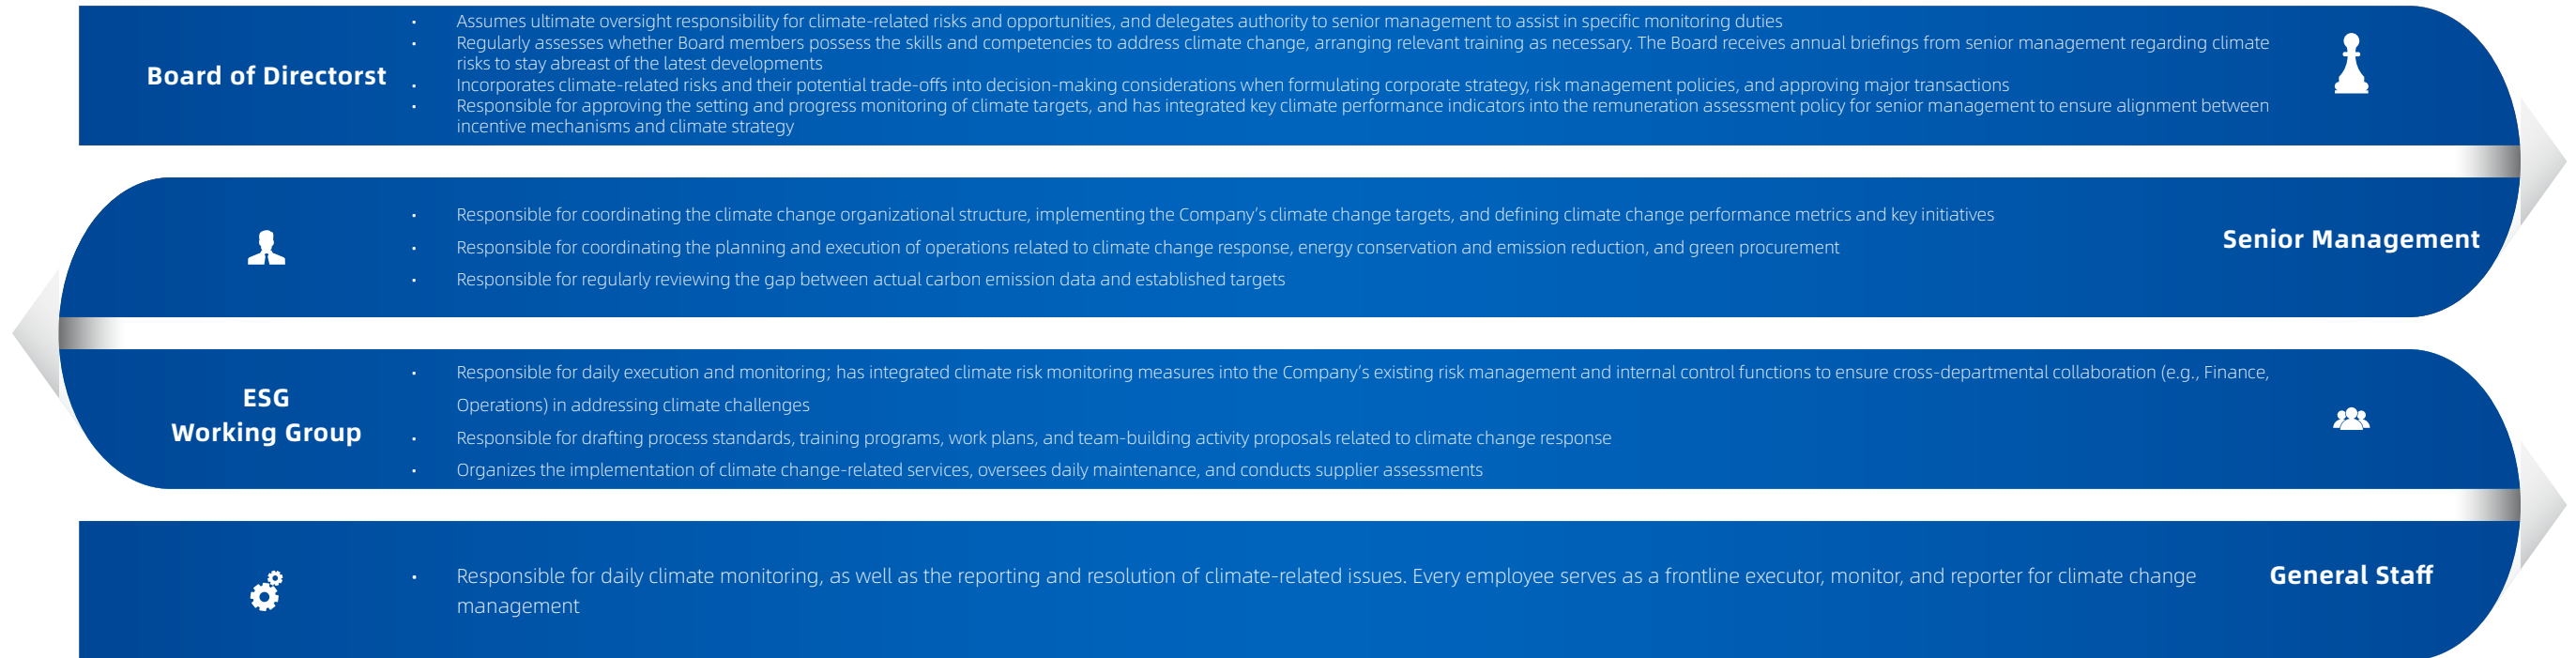 Board of Directorst
• Assumes ultimate oversight responsibility for climate-related risks and opportunities, and delegates authority to senior management to assist in specific monitoring duties
• Regularly assesses whether Board members possess the skills and competencies to address climate change, arranging relevant training as necessary. The Board receives annual briefings from senior management regarding climate
risks to stay abreast of the latest developments
• Incorporates climate-related risks and their potential trade-offs into decision-making considerations when formulating corporate strategy, risk management policies, and approving major transactions
• Responsible for approving the setting and progress monitoring of climate targets, and has integrated key climate performance indicators into the remuneration assessment policy for senior management to ensure alignment between
incentive mechanisms and climate strategy
• Responsible for coordinating the climate change organizational structure, implementing the Company’s climate change targets, and defining climate change performance metrics and key initiatives
• Responsible for coordinating the planning and execution of operations related to climate change response, energy conservation and emission reduction, and green procurement
• Responsible for regularly reviewing the gap between actual carbon emission data and established targets
Senior Management
ESG
Working Group
• Responsible for daily execution and monitoring; has integrated climate risk monitoring measures into the Company’s existing risk management and internal control functions to ensure cross-departmental collaboration (e.g., Finance,
Operations) in addressing climate challenges
• Responsible for drafting process standards, training programs, work plans, and team-building activity proposals related to climate change response
• Organizes the implementation of climate change-related services, oversees daily maintenance, and conducts supplier assessments
• Responsible for daily climate monitoring, as well as the reporting and resolution of climate-related issues. Every employee serves as a frontline executor, monitor, and reporter for climate change
management
General Staff